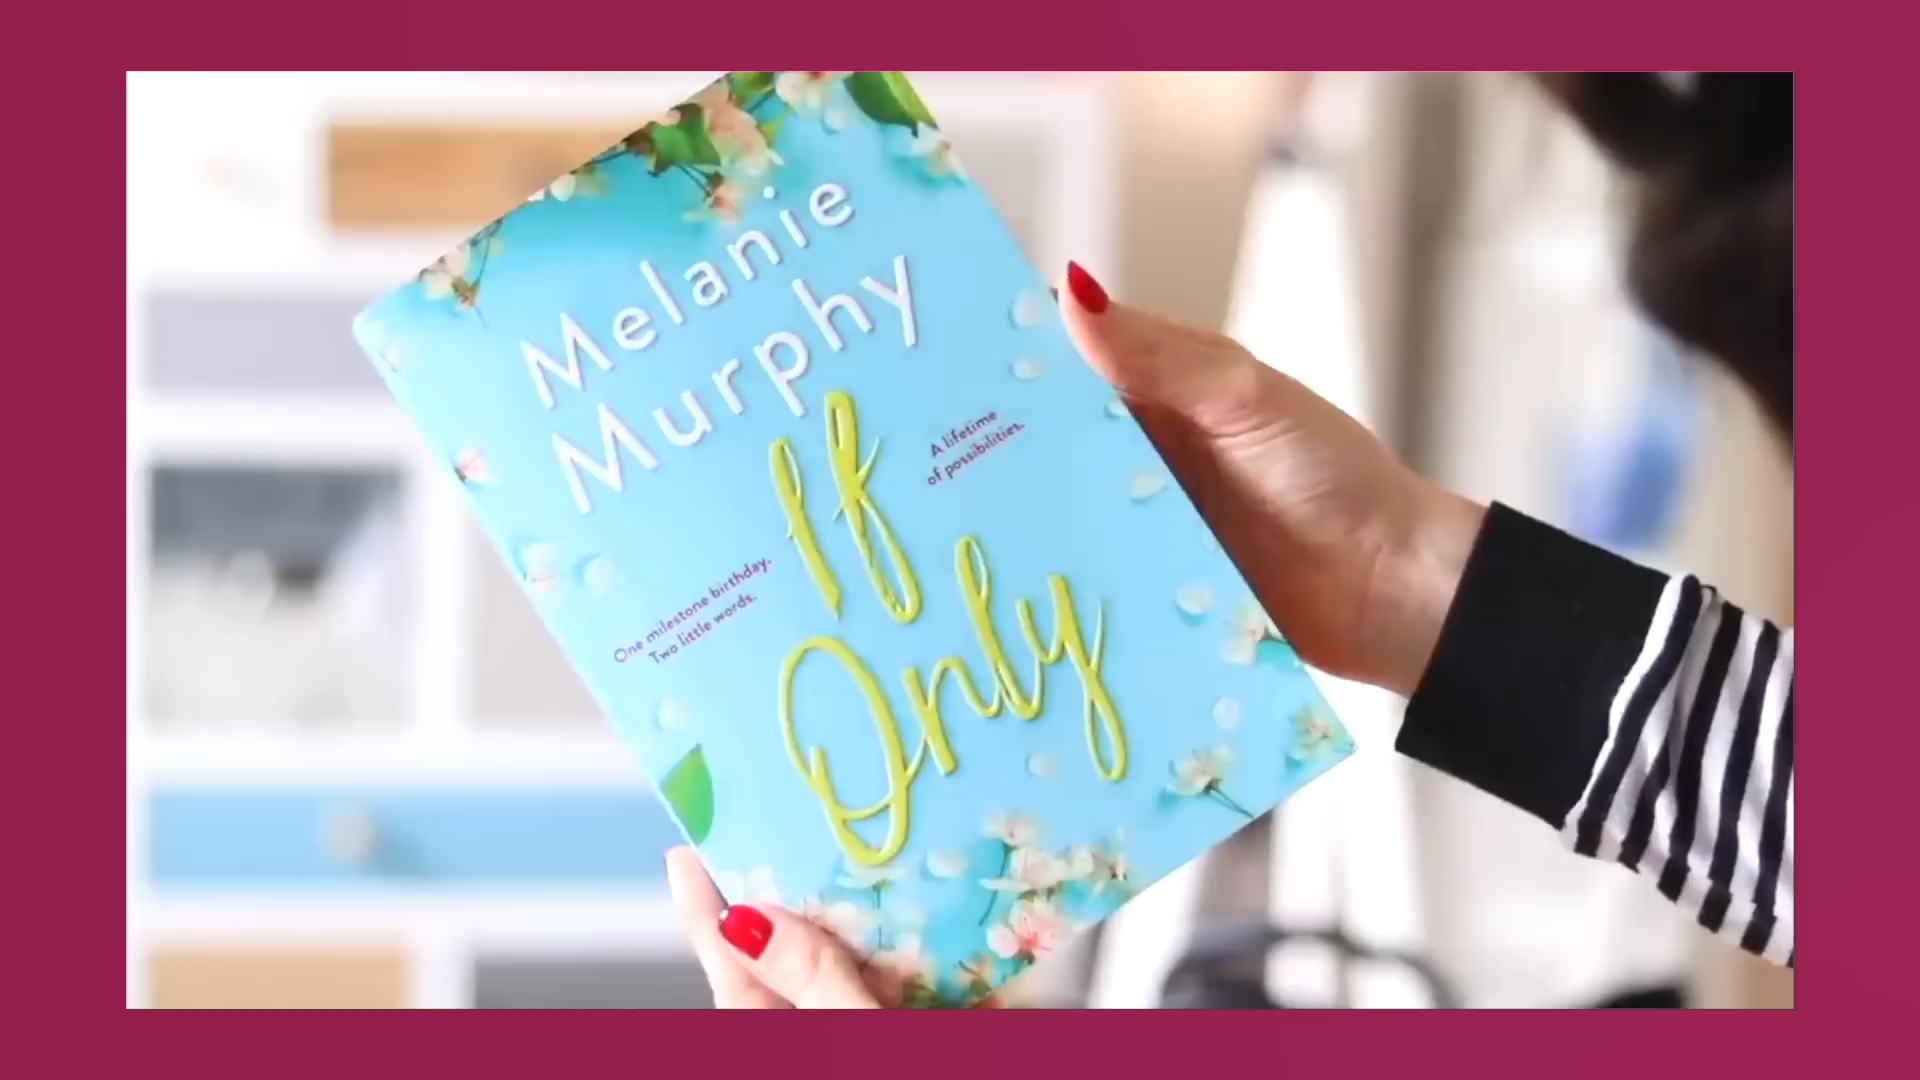 Melanie
Murphy
If
Only
A lifetime
of possibilities.
One milestone birthday.
Two little words.